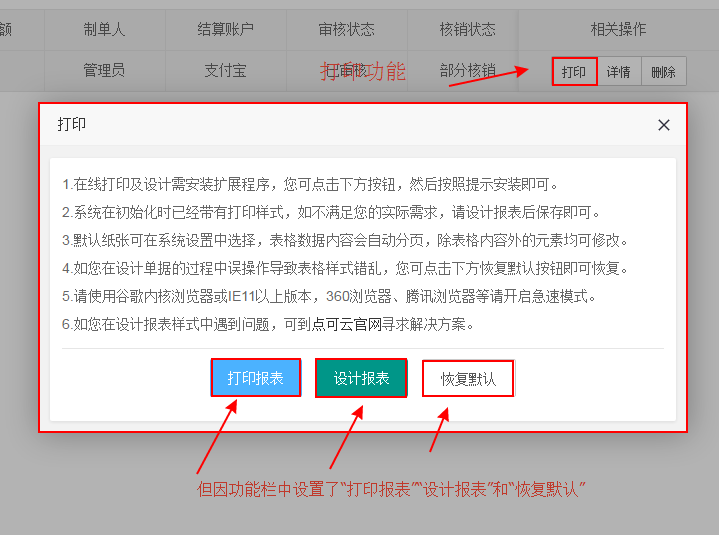 额 制单人 结算账户 审核状态 核销状态 相关操作
管理员 支付宝 已审核 部分核销 打印 详情 删除
打印功能
打印
1.在线打印及设计需安装扩展程序，您可点击下方按钮，然后按照提示安装即可。
2.系统在初始化时已经带有打印样式，如不满足您的实际需求，请设计报表后保存即可。
3.默认纸张可在系统设置中选择，表格数据内容会自动分页，除表格内容外的元素均可修改。
4.如您在设计单据的过程中误操作导致表格样式错乱，您可点击下方恢复默认按钮即可恢复。
5.请使用谷歌内核浏览器或IE11以上版本，360浏览器、腾讯浏览器等请开启急速模式。
6.如您在设计报表样式中遇到问题，可到点可云官网寻求解决方案。
打印报表 设计报表 恢复默认
但因功能栏中设置了“打印报表”“设计报表”和“恢复默认”